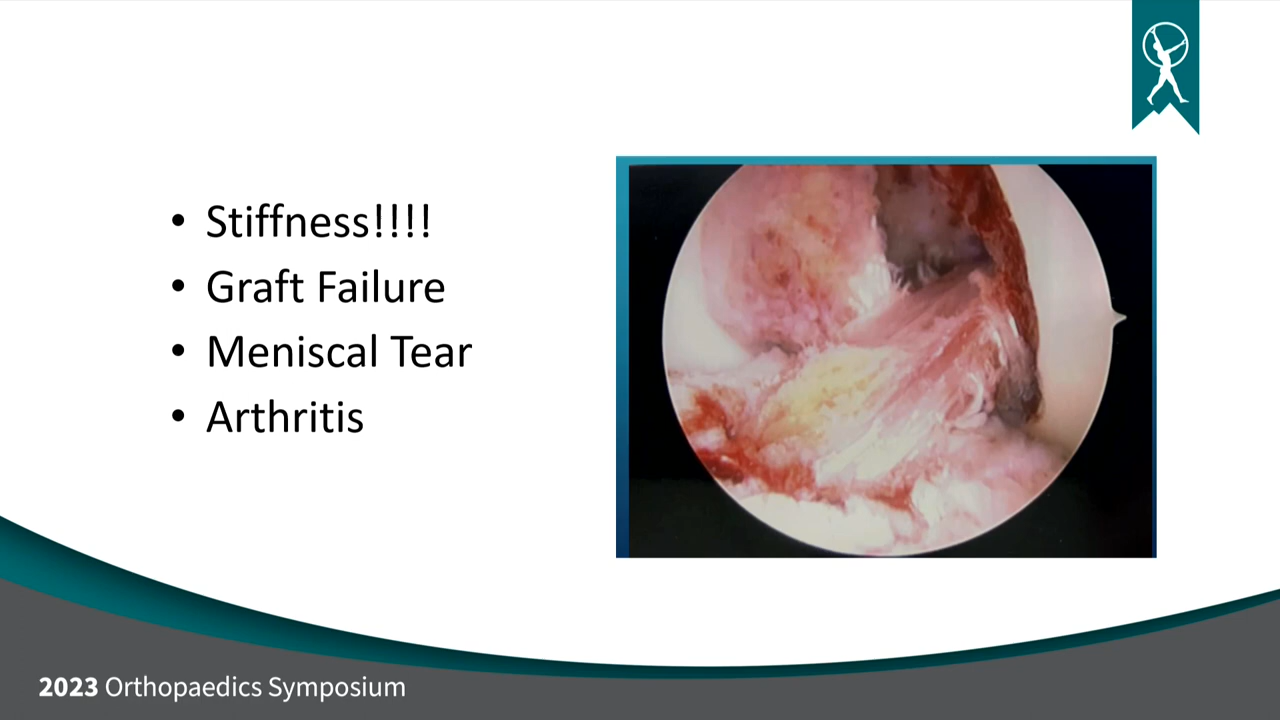 • Stiffness!!!!
• Graft Failure
• Meniscal Tear
• Arthritis
2023 Orthopaedics Symposium